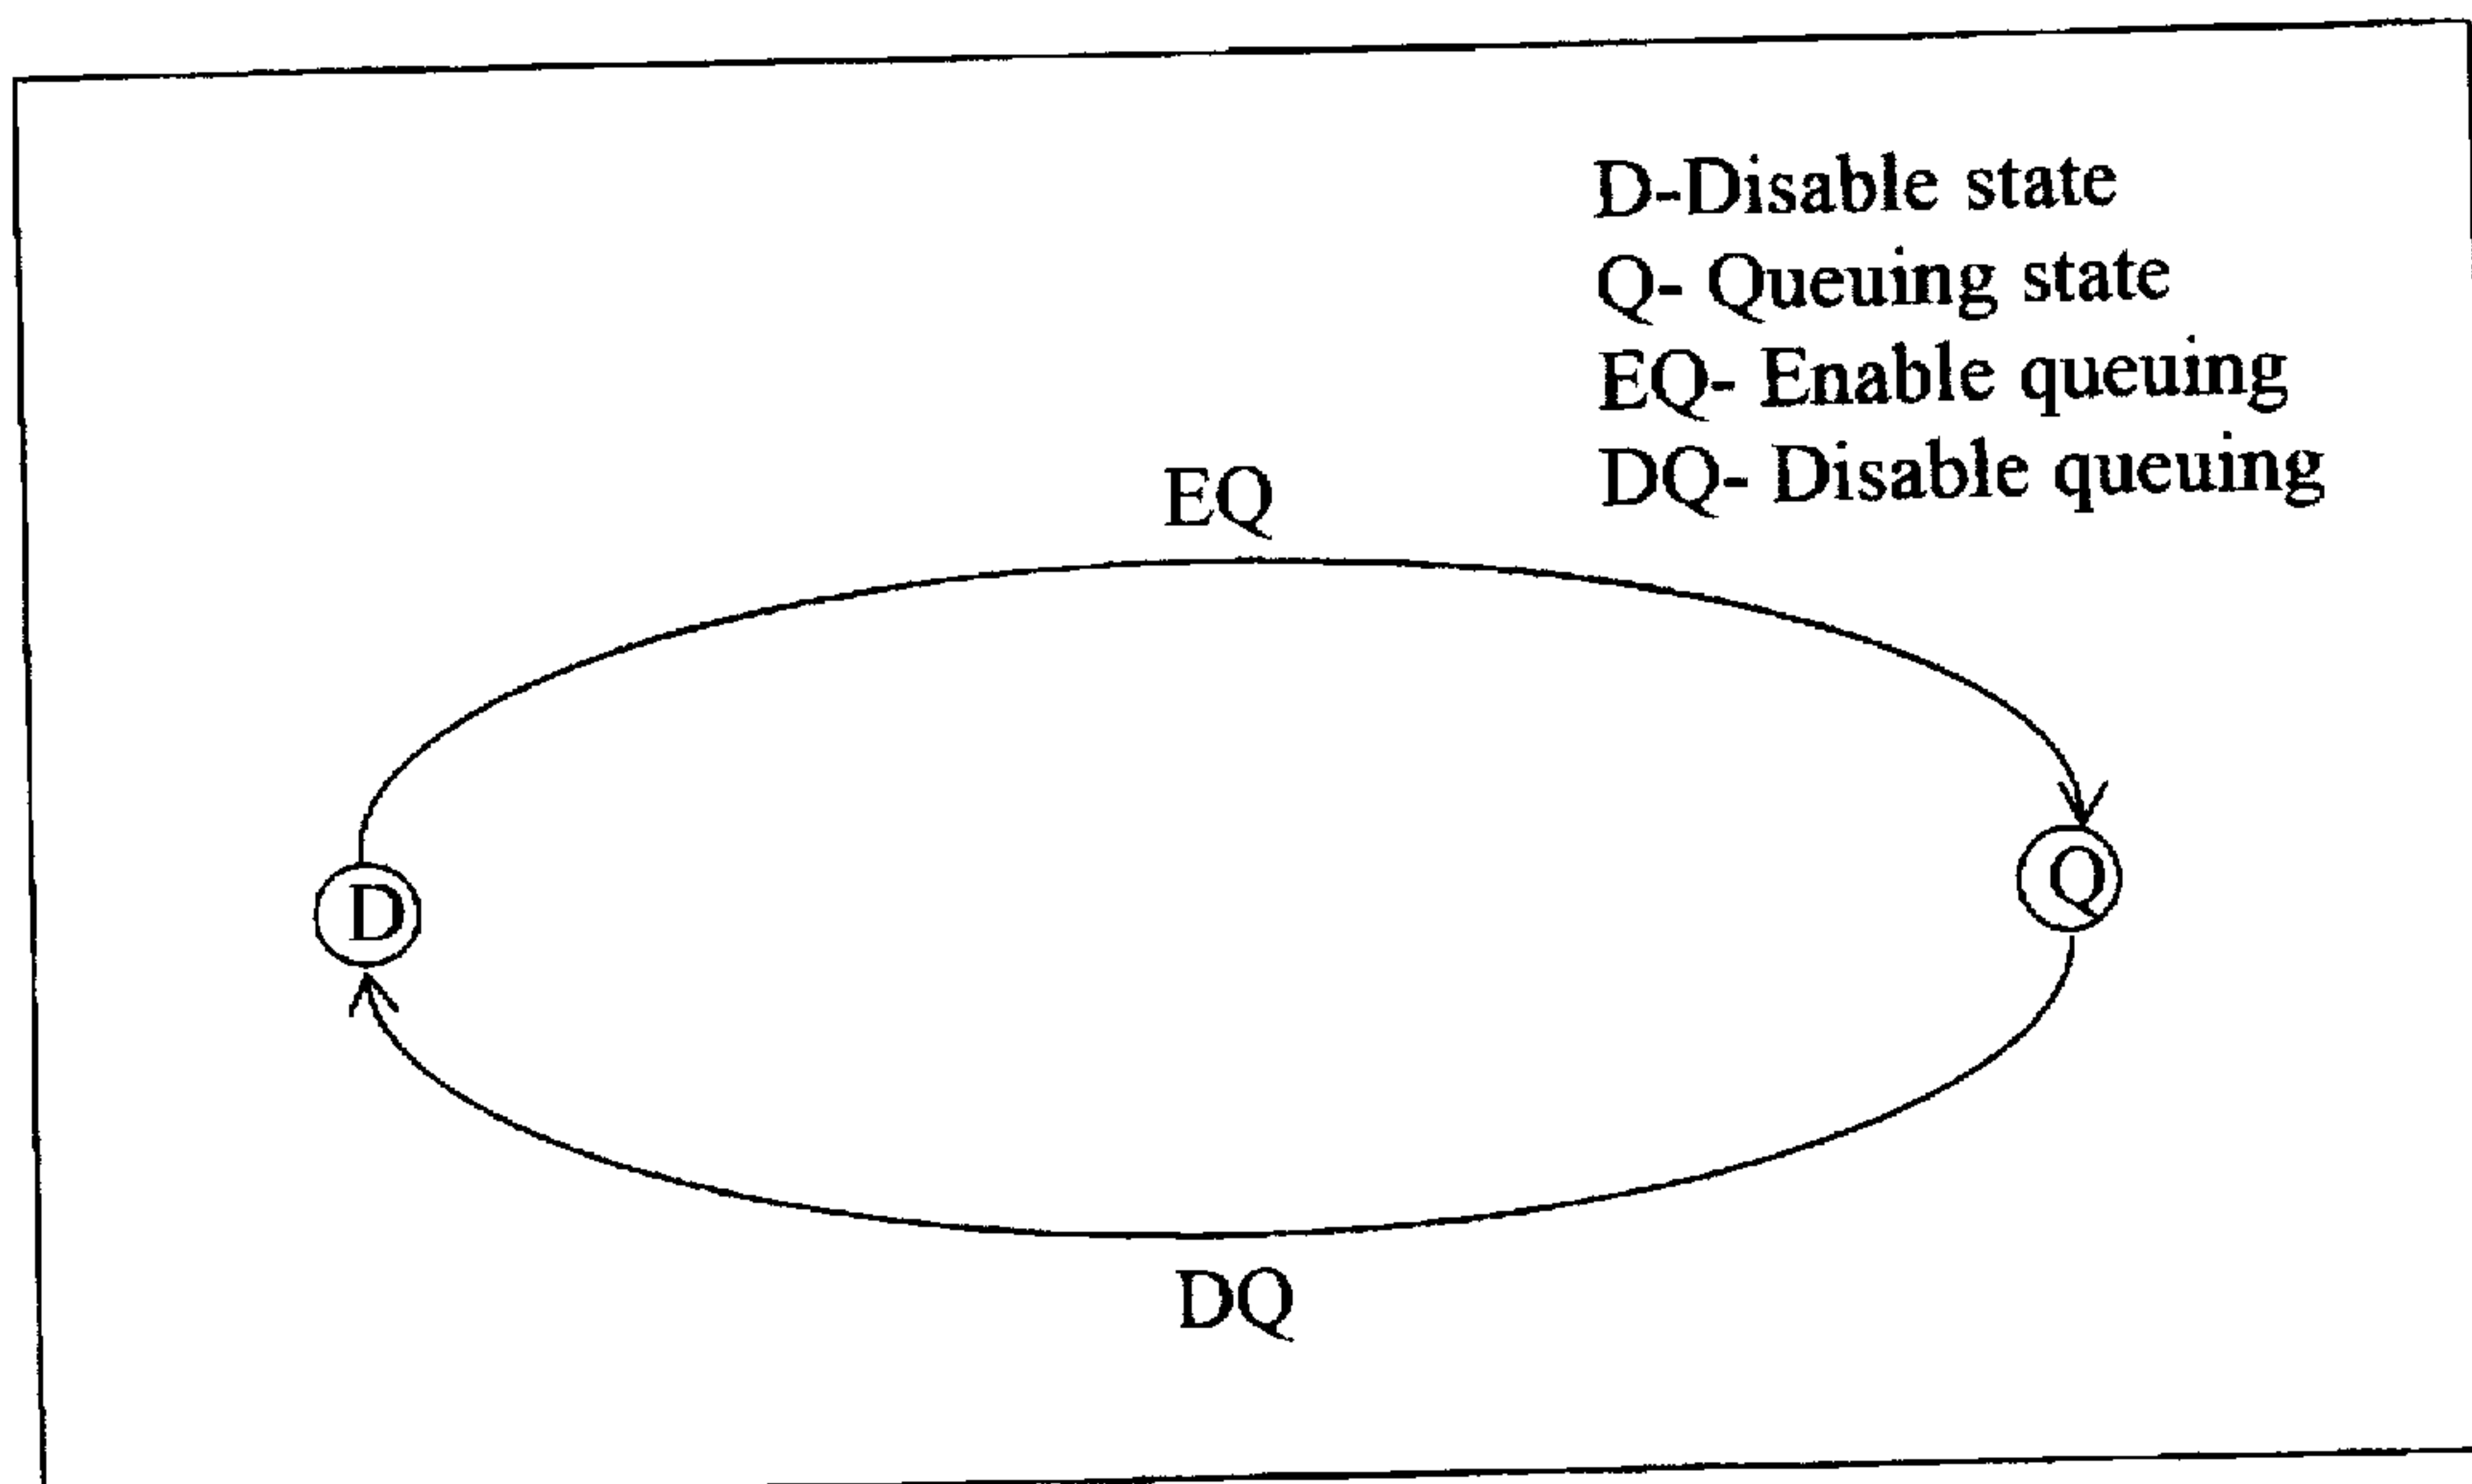 D-Disable state
Q- Queuing state
EQ- Enable queuing
DQ- Disable queuing
EQ
D
Q
DQ